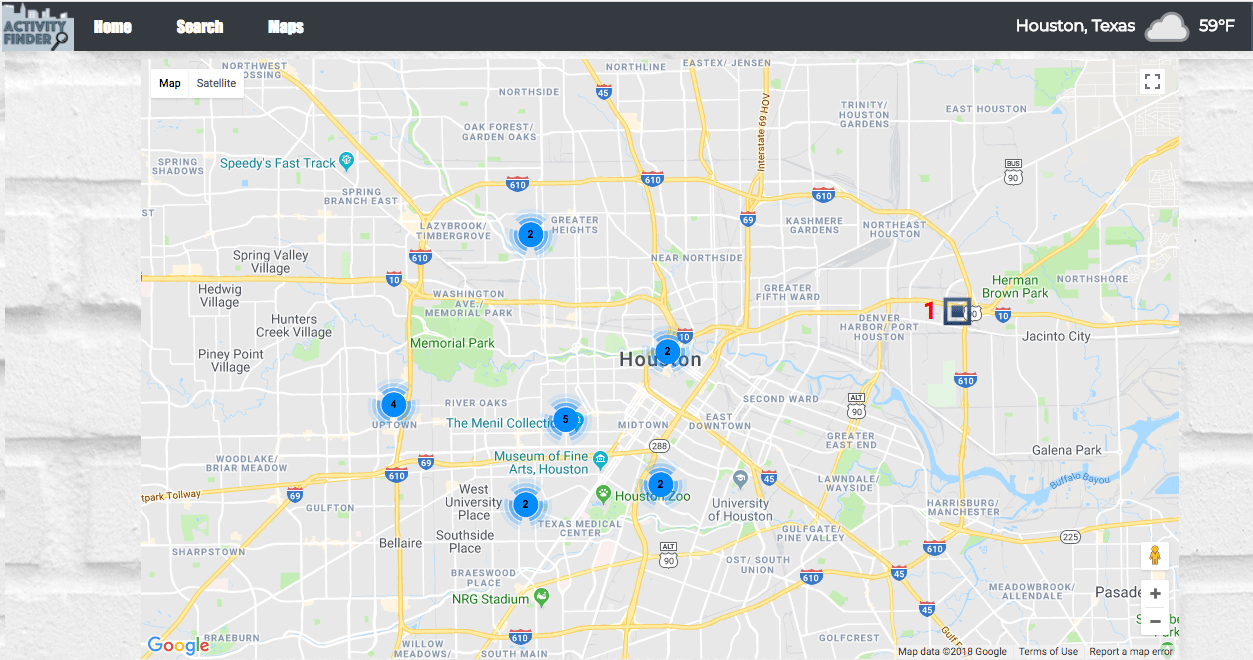 ACTIVITY
FINDER
Home
Search
Maps
Houston, Texas
59°F
Map
Satellite
NORTHWEST
CROSSING
NORTHLINE
EASTEX/ JENSEN
45
NORTHSIDE
Interstate 69 HOV
TRINITY/
HOUSTON
GARDENS
EAST HOUSTON
OAK FOREST/
GARDEN OAKS
SPRING
SHADOWS
Speedy's Fast Track
BUS
90
610
610
610
SPRING
BRANCH EAST
ST
69
LAZYBROOK/
TIMBERGROVE
2
GREATER
HEIGHTS
KASHMERE
GARDENS
NORTHEAST
HOUSTON
610
Spring Valley
Village
NEAR NORTHSIDE
10
Hedwig
Village
WASHINGTON
AVE./
MEMORIAL PARK
GREATER
FIFTH WARD
Herman
Brown Park
NORTHSHORE
1
90
10
DENVER
HARBOR/ PORT
HOUSTON
Hunters
Creek Village
Memorial Park
10
Jacinto City
Piney Point
Village
2
Houston
610
4
RIVER OAKS
SECOND WARD
ALT
90
UPTOWN
The Menil Collectio
5
MIDTOWN
EAST
DOWNTOWN
288
GREATER
EAST END
Galena Park
WOODLAKE/
BRIAR MEADOW
69
610
Museum of Fine
Arts, Houston
45
Buffalo Bayou
tpark Tollway
69
GULFTON
West
University
Place
2
Houston Zoo
2
University
of Houston
LAWNDALE/
WAYSIDE
HARRISBURG/
MANCHESTER
TEXAS MEDICAL
CENTER
GULFGATE/
PINE VALLEY
225
SHARPSTOWN
Bellaire
Southside
Place
ALT
90
610
OST/ SOUTH
UNION
BRAESWOOD
PLACE
610
45
NRG Stadium
MEADOWBROOK/
ALLENDALE
Pasade
45
Gulf F
610
BRAEBURN
WILLOW
MEADOWS/
SOUTH MAIN
GOLFCREST
Google
Map data ©2018 Google
Terms of Use
Report a map error